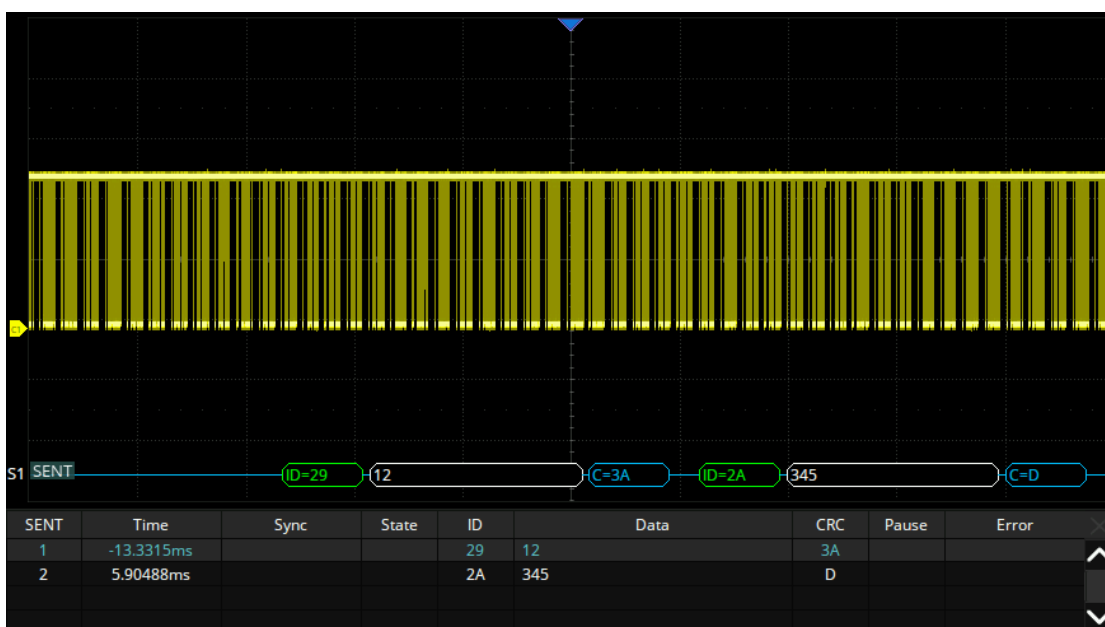 C1
S1 SENT ID=29 12 C=3A ID=2A 345 C=D
SENT Time Sync State ID Data CRC Pause Error
1 -13.3315ms 29 12 3A
2 5.90488ms 2A 345 D